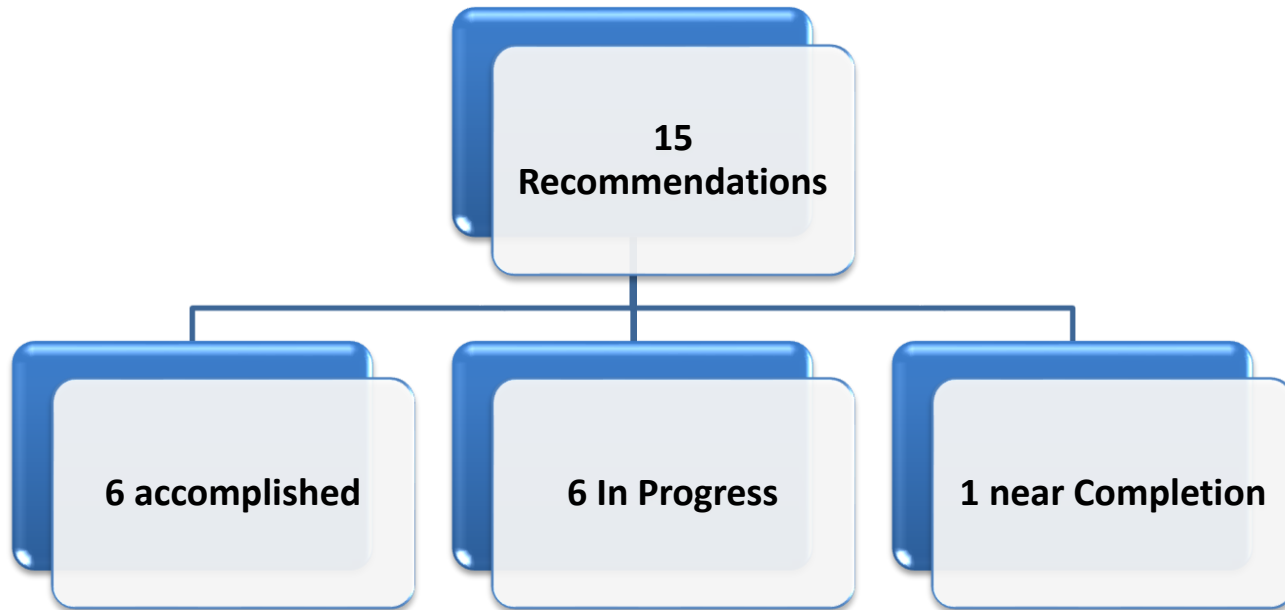 15
Recommendations
6 accomplished
6 In Progress
1 near Completion